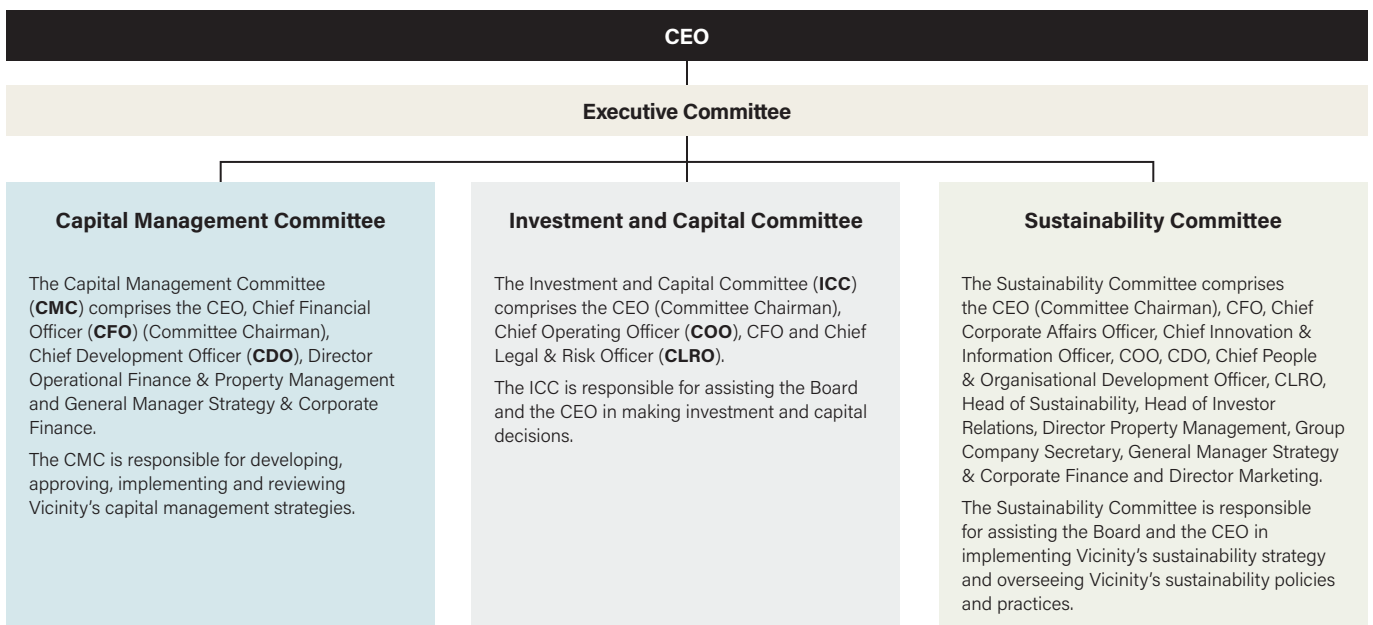 CEO
Executive Committee
Capital Management Committee
The Capital Management Committee
(CMC) comprises the CEO, Chief Financial
Officer (CFO) (Committee Chairman),
Chief Development Officer (CDO), Director
Operational Finance & Property Management
and General Manager Strategy & Corporate
Finance.
The CMC is responsible for developing,
approving, implementing and reviewing
Vicinity's capital management strategies.
Investment and Capital Committee
The Investment and Capital Committee (ICC)
comprises the CEO (Committee Chairman),
Chief Operating Officer (COO), CFO and Chief
Legal & Risk Officer (CLRO).
The ICC is responsible for assisting the Board
and the CEO in making investment and capital
decisions.
Sustainability Committee
The Sustainability Committee comprises
the CEO (Committee Chairman), CFO, Chief
Corporate Affairs Officer, Chief Innovation &
Information Officer, COO, CDO, Chief People
& Organisational Development Officer, CLRO,
Head of Sustainability, Head of Investor
Relations, Director Property Management, Group
Company Secretary, General Manager Strategy
& Corporate Finance and Director Marketing.
The Sustainability Committee is responsible
for assisting the Board and the CEO in
implementing Vicinity's sustainability strategy
and overseeing Vicinity's sustainability policies
and practices.